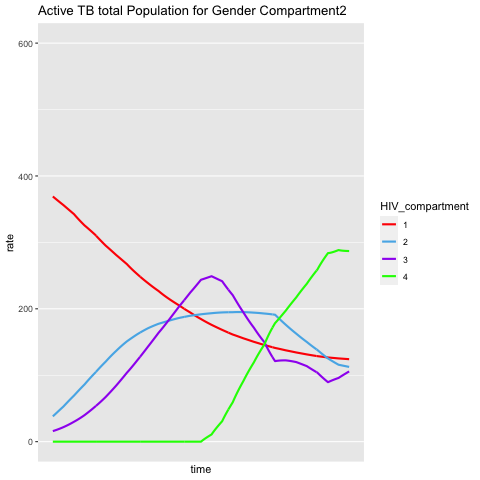 Active TB total Population for Gender Compartment2
600
400
200
0
rate
time
HIV_compartment
1
2
3
4